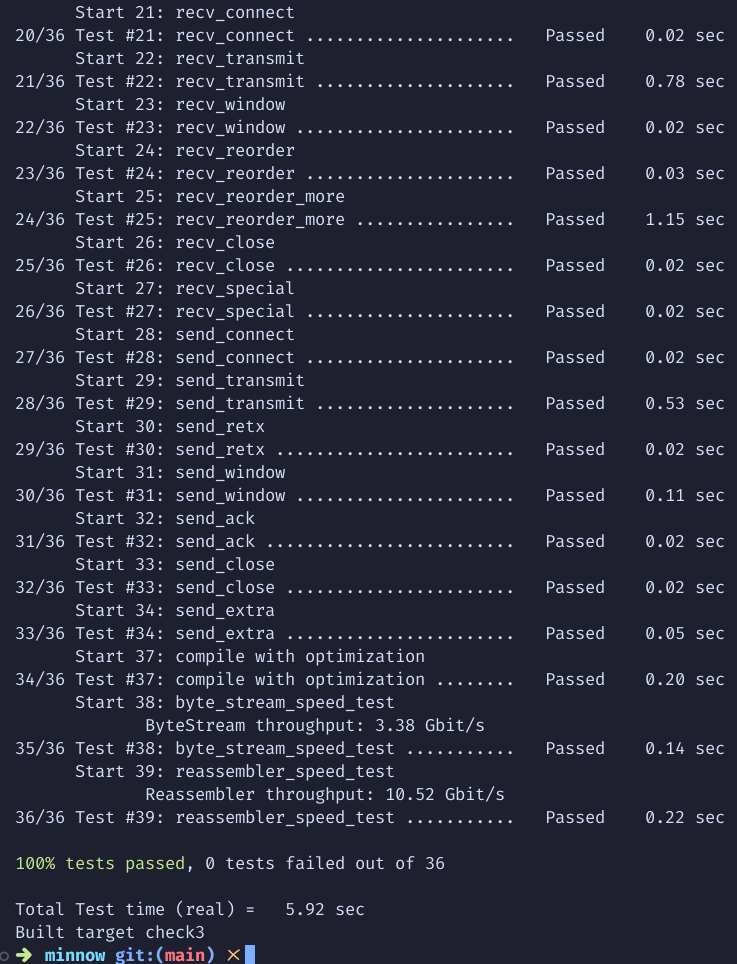 Start 21: recv_connect
20/36 Test #21: recv_connect .....................   Passed    0.02 sec
Start 22: recv_transmit
21/36 Test #22: recv_transmit ....................   Passed    0.78 sec
Start 23: recv_window
22/36 Test #23: recv_window ......................   Passed    0.02 sec
Start 24: recv_reorder
23/36 Test #24: recv_reorder .....................   Passed    0.03 sec
Start 25: recv_reorder_more
24/36 Test #25: recv_reorder_more ................   Passed    1.15 sec
Start 26: recv_close
25/36 Test #26: recv_close .......................   Passed    0.02 sec
Start 27: recv_special
26/36 Test #27: recv_special .....................   Passed    0.02 sec
Start 28: send_connect
27/36 Test #28: send_connect .....................   Passed    0.02 sec
Start 29: send_transmit
28/36 Test #29: send_transmit ....................   Passed    0.53 sec
Start 30: send_retx
29/36 Test #30: send_retx ........................   Passed    0.02 sec
Start 31: send_window
30/36 Test #31: send_window ......................   Passed    0.11 sec
Start 32: send_ack
31/36 Test #32: send_ack .........................   Passed    0.02 sec
Start 33: send_close
32/36 Test #33: send_close .......................   Passed    0.02 sec
Start 34: send_extra
33/36 Test #34: send_extra .......................   Passed    0.05 sec
Start 37: compile with optimization
34/36 Test #37: compile with optimization ........   Passed    0.20 sec
Start 38: byte_stream_speed_test
ByteStream throughput: 3.38 Gbit/s
35/36 Test #38: byte_stream_speed_test ...........   Passed    0.14 sec
Start 39: reassembler_speed_test
Reassembler throughput: 10.52 Gbit/s
36/36 Test #39: reassembler_speed_test ...........   Passed    0.22 sec
100% tests passed, 0 tests failed out of 36
Total Test time (real) =   5.92 sec
Built target check3
➜ minnow git:(main) ✗